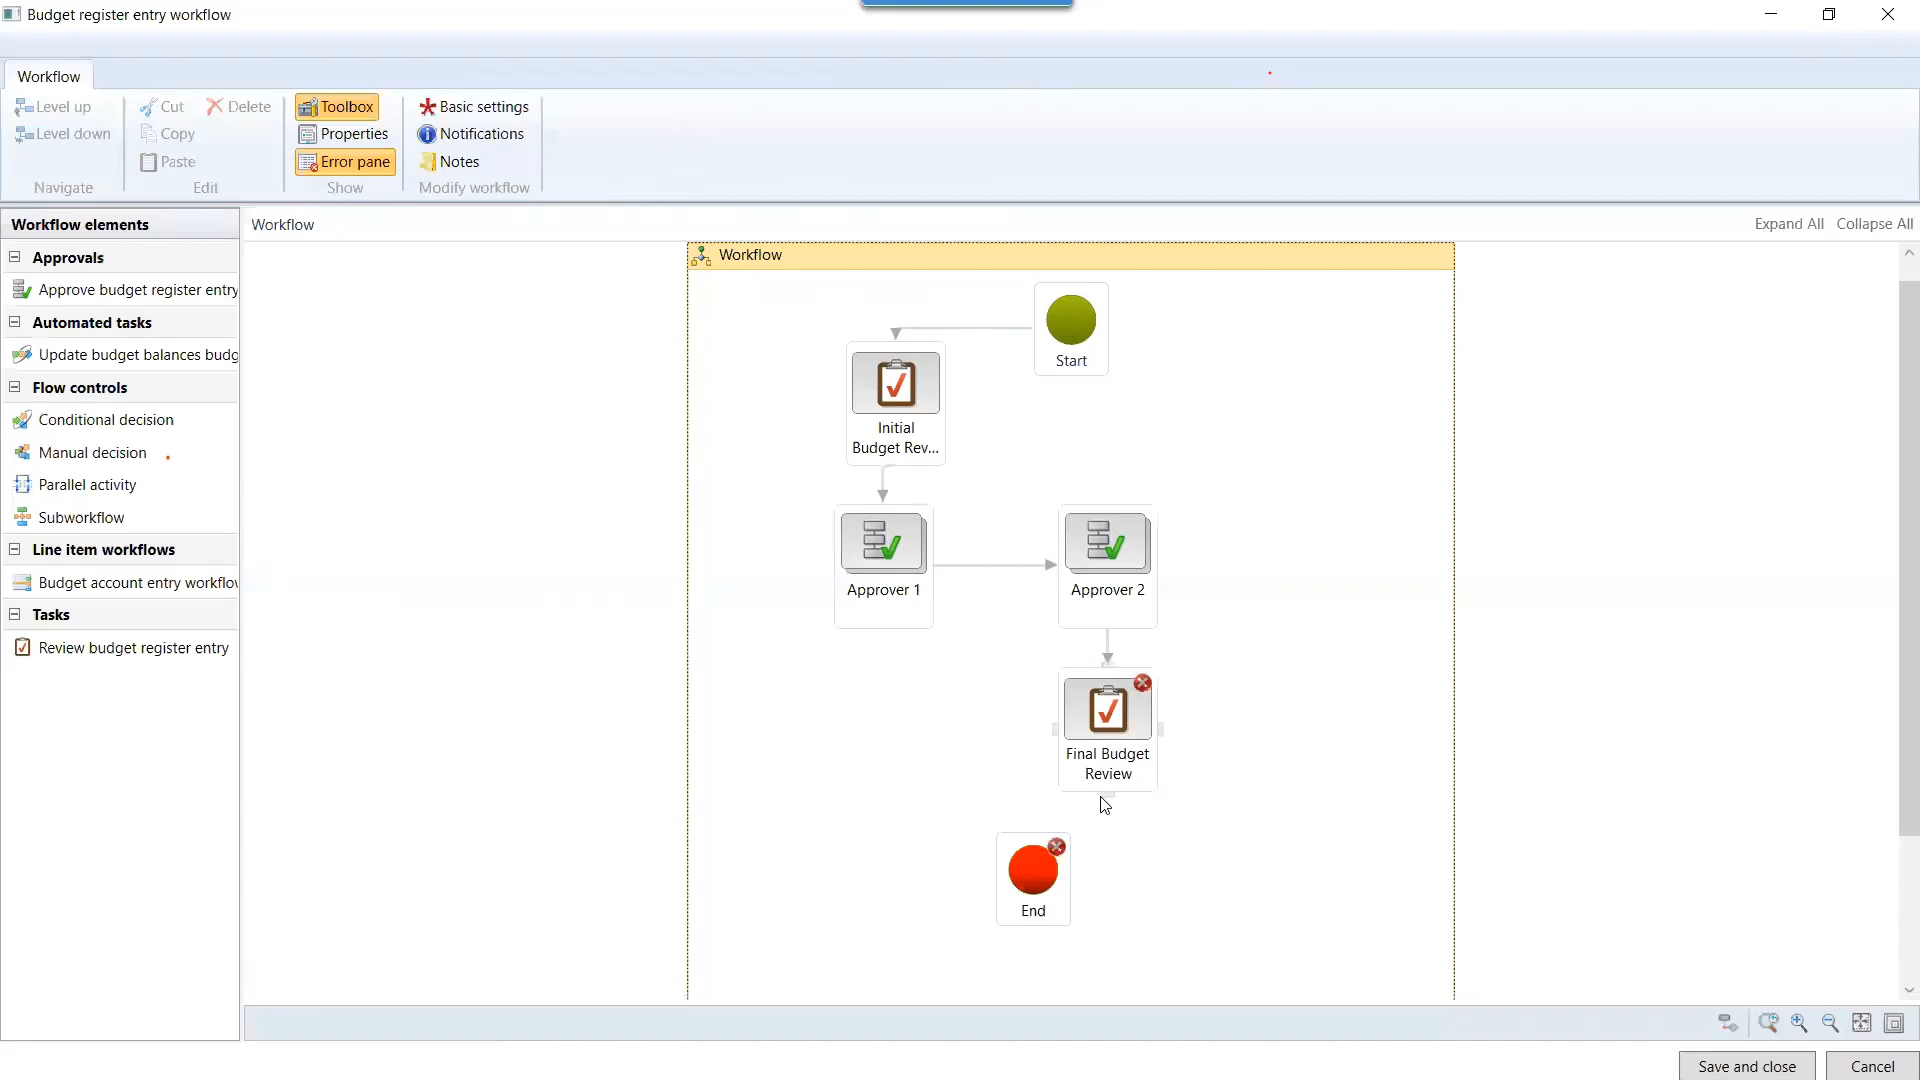 Budget register entry workflow
Workflow
Level up
Level down
Navigate
Cut
Delete
Copy
Paste
Edit
Toolbox
Properties
Error pane
Show
Basic settings
Notifications
Notes
Modify workflow
Workflow elements
Approvals
Approve budget register entry
Automated tasks
Update budget balances budg
Flow controls
Conditional decision
Manual decision
Parallel activity
Subworkflow
Line item workflows
Budget account entry workflow
Tasks
Review budget register entry
Workflow
Expand All
Collapse All
Workflow
Start
Initial
Budget Rev...
Approver 1
Approver 2
Final Budget
Review
End
Save and close
Cancel